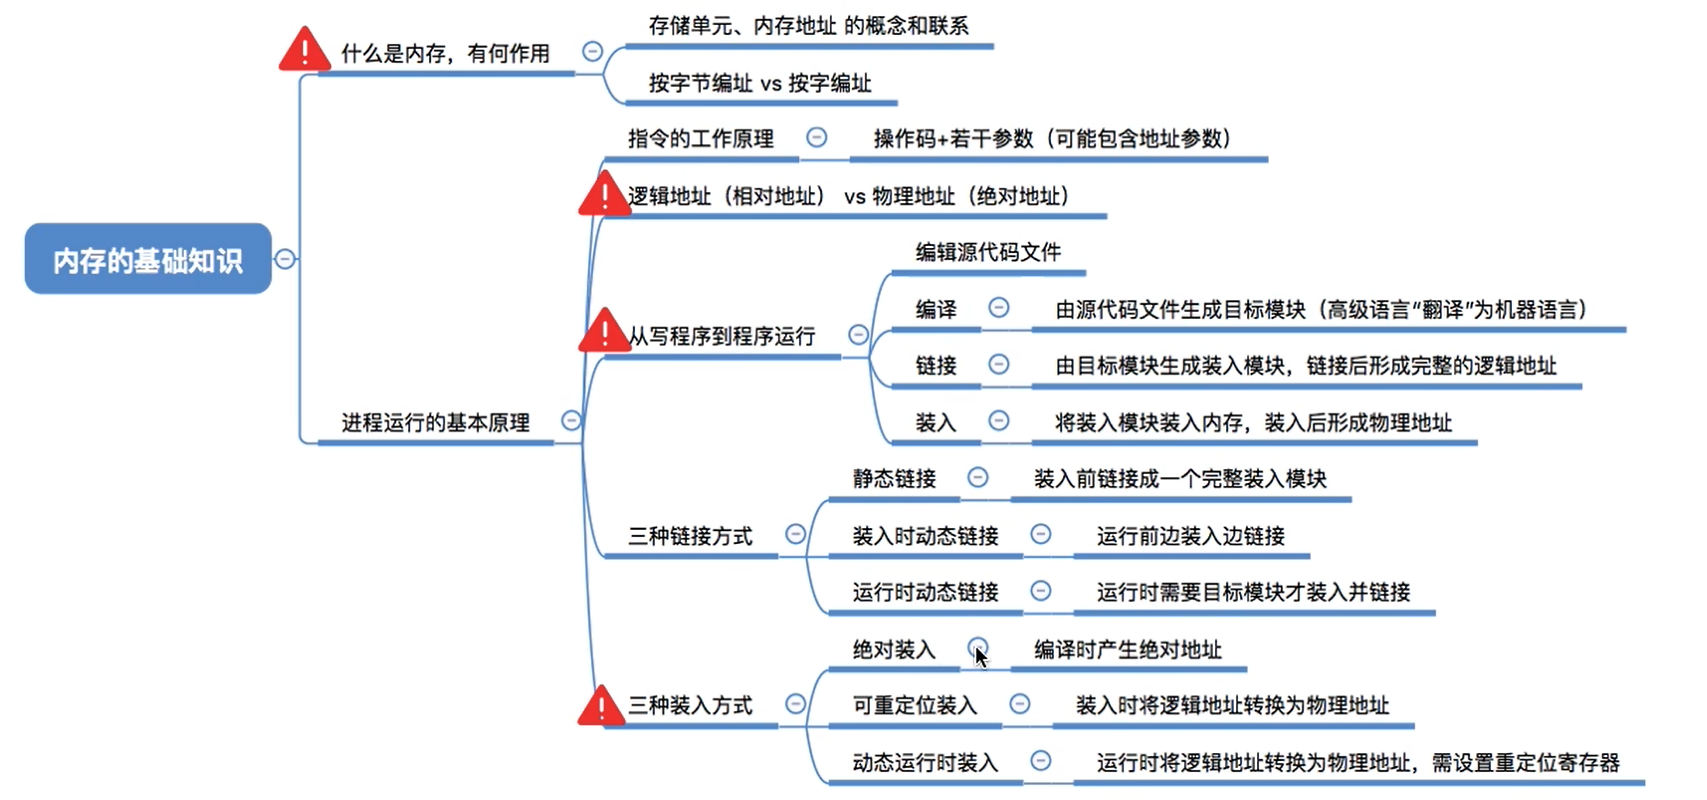 内存的基础知识
什么是内存，有何作用
存储单元、内存地址 的概念和联系
按字节编址 vs 按字编址
进程运行的基本原理
指令的工作原理
操作码+若干参数（可能包含地址参数）
逻辑地址（相对地址） vs 物理地址（绝对地址）
从写程序到程序运行
编辑源代码文件
编译
由源代码文件生成目标模块（高级语言“翻译”为机器语言）
链接
由目标模块生成装入模块，链接后形成完整的逻辑地址
装入
将装入模块装入内存，装入后形成物理地址
三种链接方式
静态链接
装入前链接成一个完整装入模块
装入时动态链接
运行前边装入边链接
运行时动态链接
运行时需要目标模块才装入并链接
三种装入方式
绝对装入
编译时产生绝对地址
可重定位装入
装入时将逻辑地址转换为物理地址
动态运行时装入
运行时将逻辑地址转换为物理地址，需设置重定位寄存器